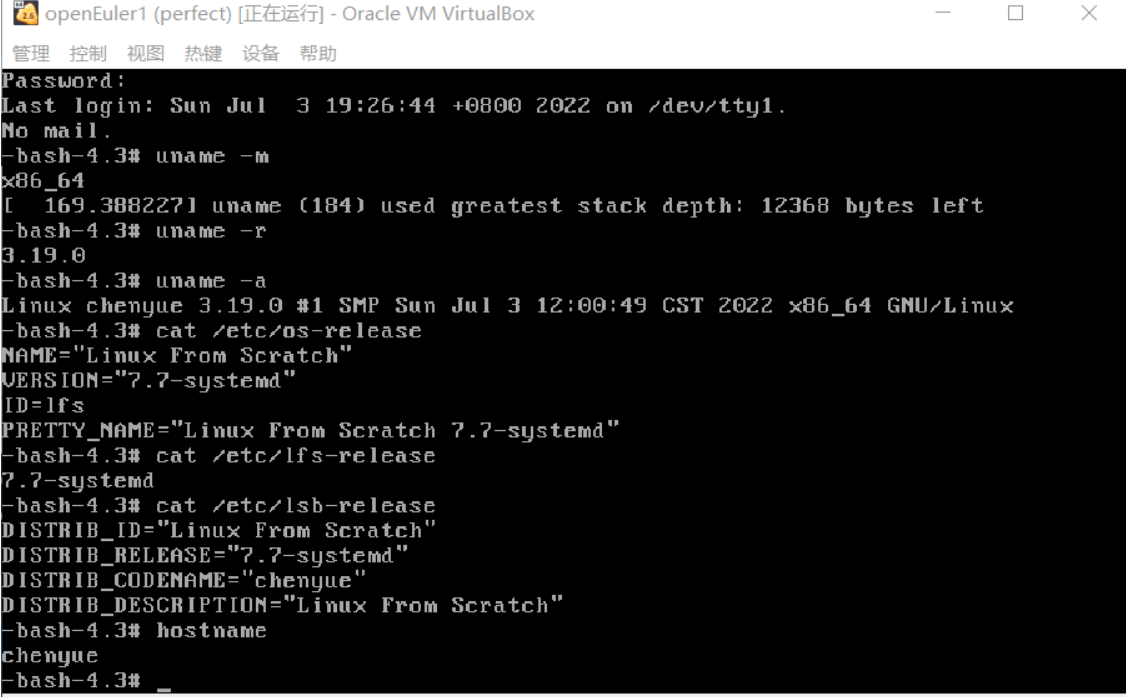 openEuler1 (perfect) [正在运行] - Oracle VM VirtualBox
管理 控制 视图 热键 设备 帮助
Password:
Last login: Sun Jul  3 19:26:44 +0800 2022 on /dev/tty1.
No mail.
-bash-4.3# uname -m
x86_64
[  169.388227] uname (184) used greatest stack depth: 12368 bytes left
-bash-4.3# uname -r
3.19.0
-bash-4.3# uname -a
Linux chenyue 3.19.0 #1 SMP Sun Jul 3 12:00:49 CST 2022 x86_64 GNU/Linux
-bash-4.3# cat /etc/os-release
NAME="Linux From Scratch"
VERSION="7.7-systemd"
ID=lfs
PRETTY_NAME="Linux From Scratch 7.7-systemd"
-bash-4.3# cat /etc/lfs-release
7.7-systemd
-bash-4.3# cat /etc/lsb-release
DISTRIB_ID="Linux From Scratch"
DISTRIB_RELEASE="7.7-systemd"
DISTRIB_CODENAME="chenyue"
DISTRIB_DESCRIPTION="Linux From Scratch"
-bash-4.3# hostname
chenyue
-bash-4.3# _